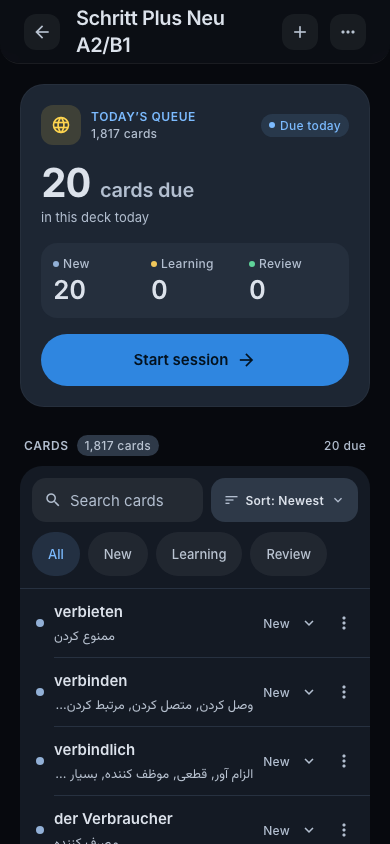 Schritt Plus Neu
A2/B1
TODAY'S QUEUE
1,817 cards
Due today
20 cards due
in this deck today
New
Learning
Review
20
0
0
Start session
CARDS
1,817 cards
20 due
Search cards
Sort: Newest
All
New
Learning
Review
verbieten
ممنوع کردن
New
verbinden
وصل کردن, متصل کردن, مرتبط کردن...
New
verbindlich
الزام آور, قطعی, موظف کننده, بسیار ...
New
der Verbraucher
مصرف کننده
New